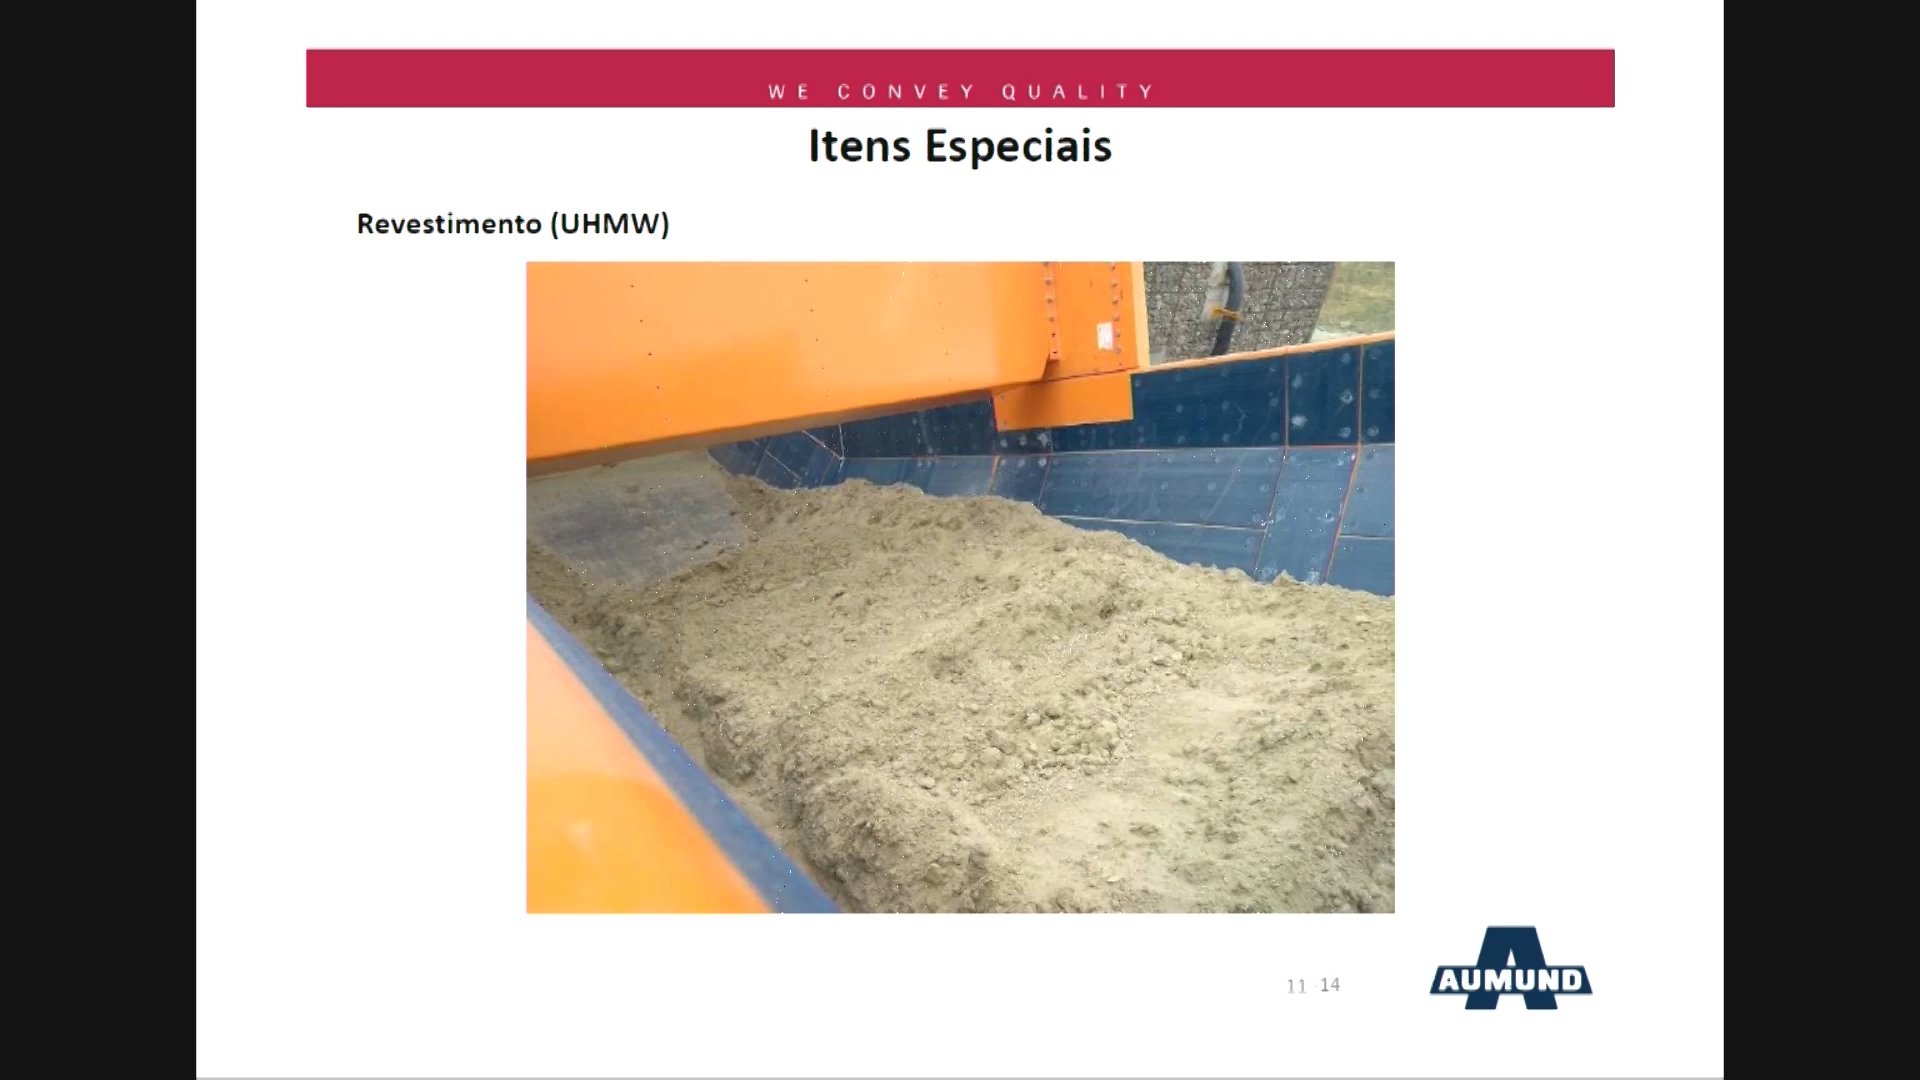 WE CONVEY QUALITY
Itens Especiais
Revestimento (UHMW)
11 - 14
AUMUND